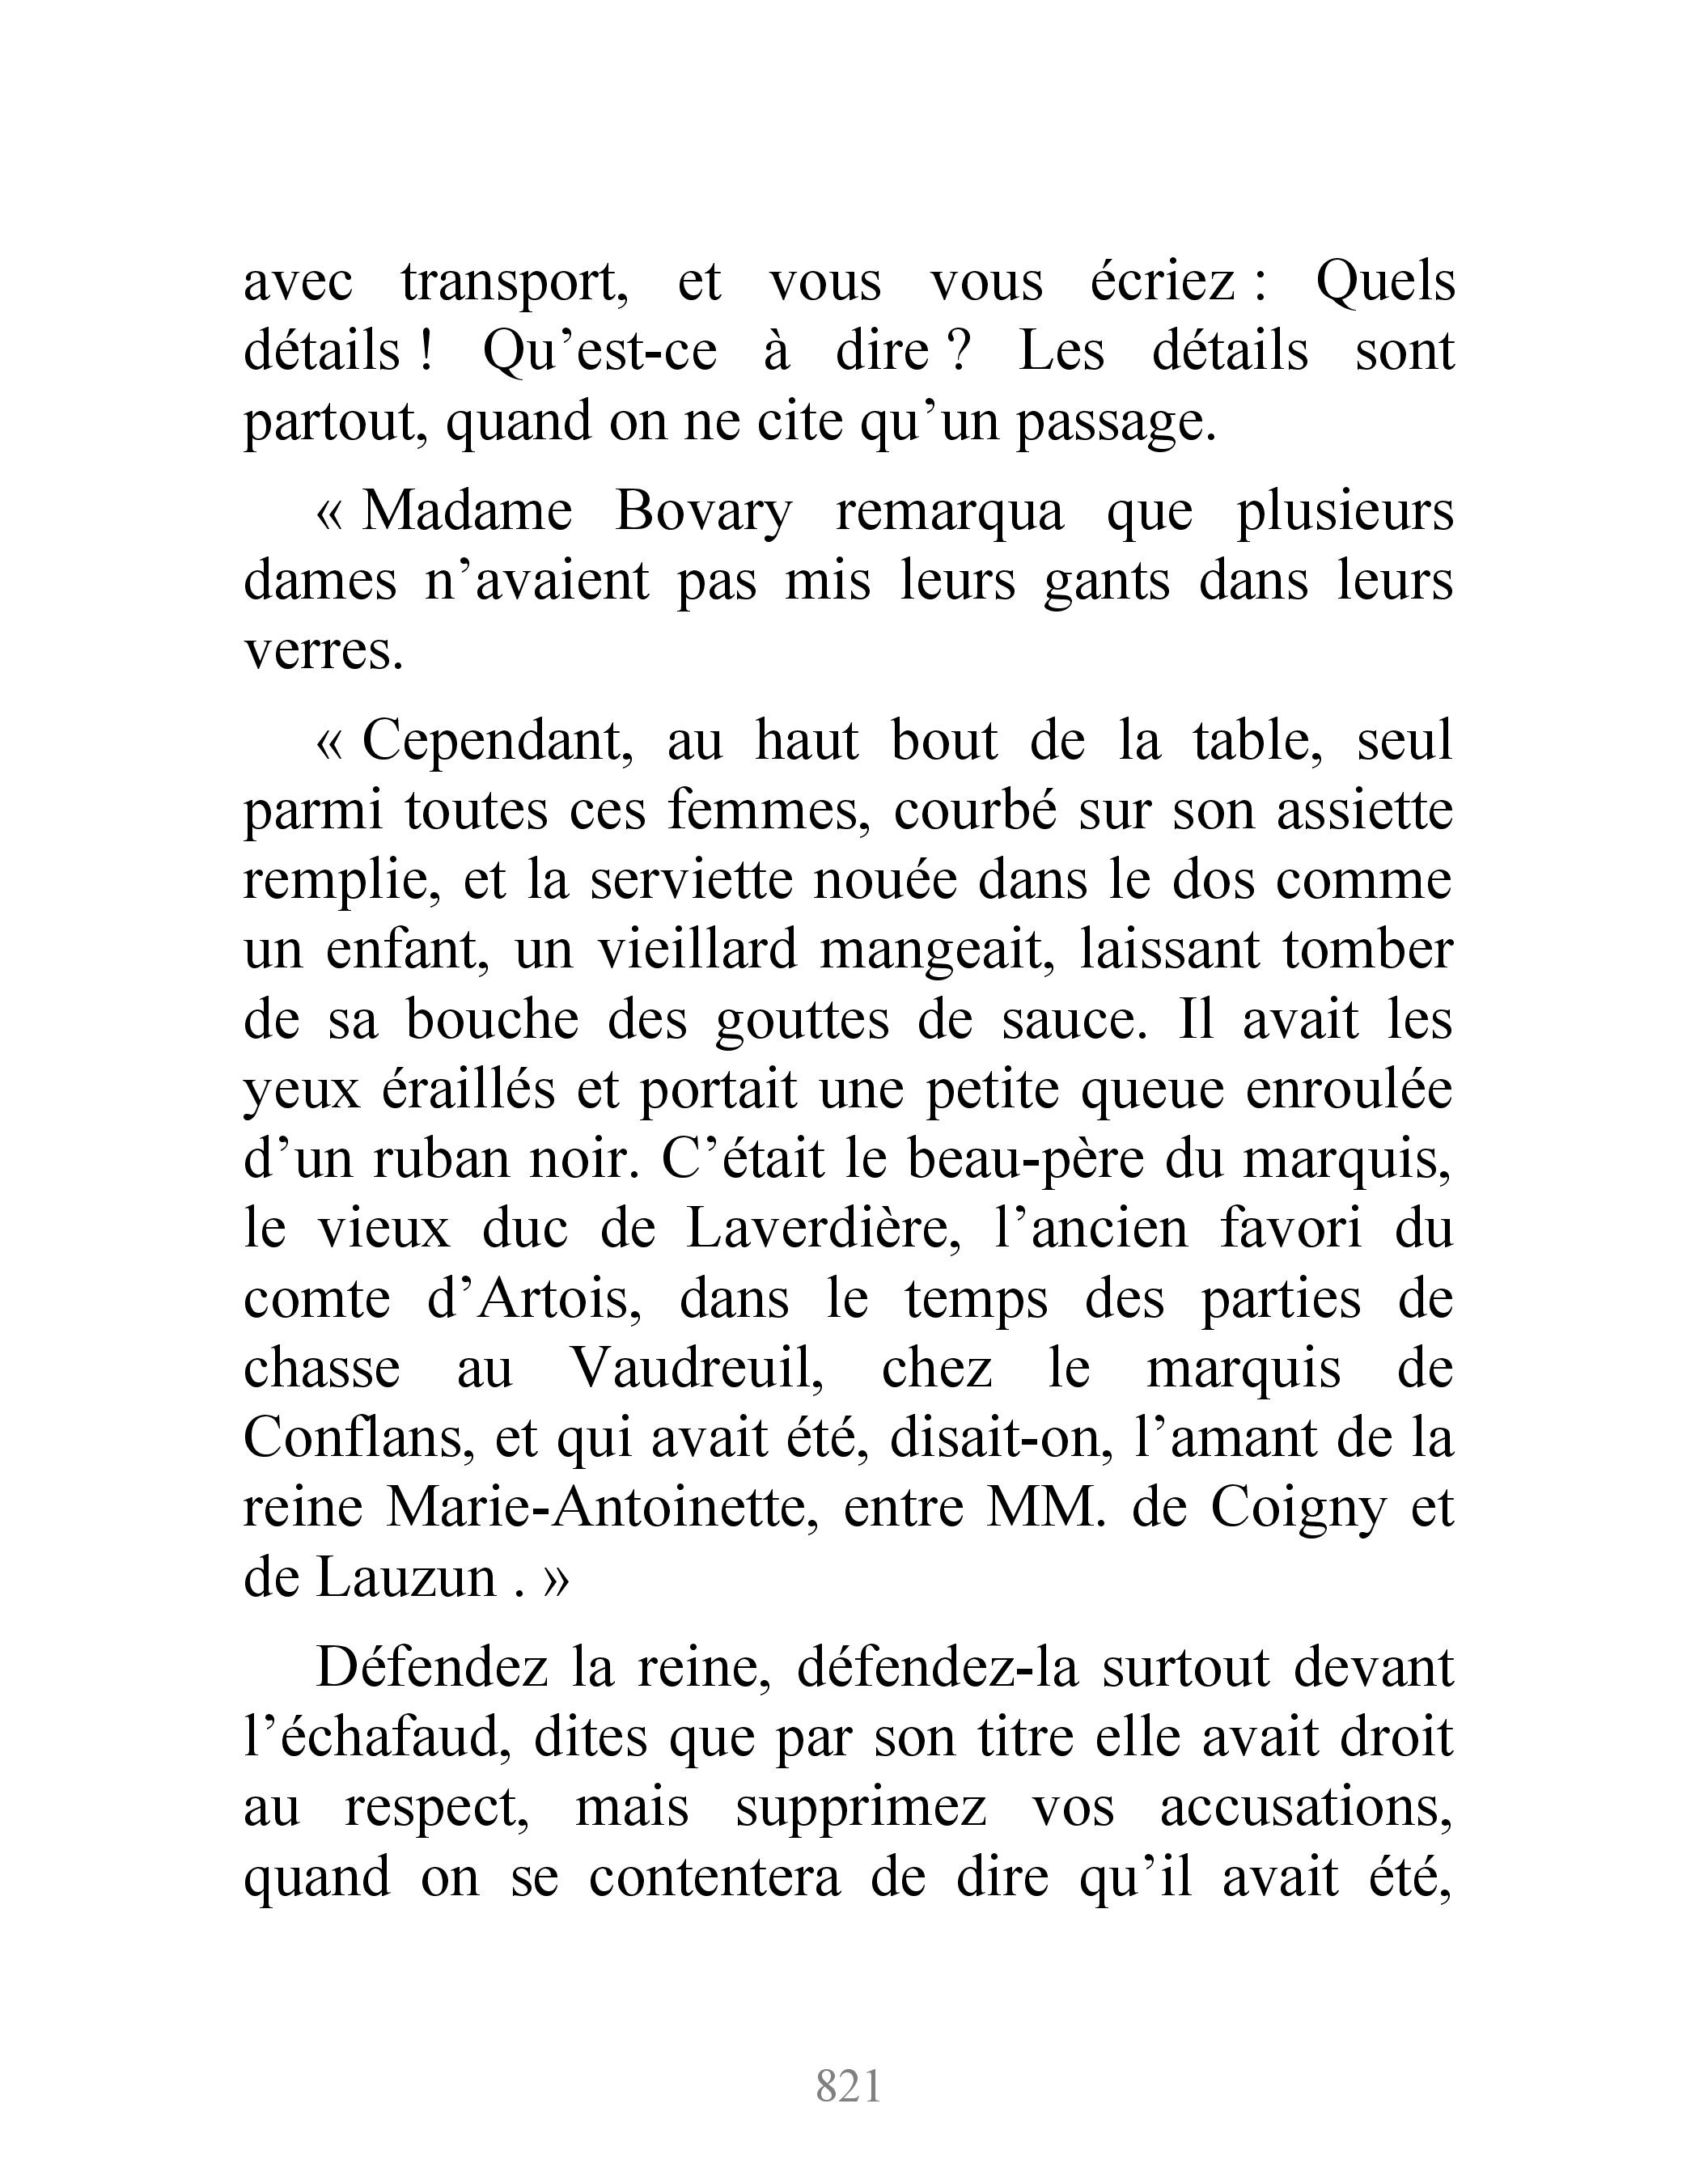 avec transport, et vous vous écriez : Quels
détails ! Qu’est-ce à dire ? Les détails sont
partout, quand on ne cite qu’un passage.
« Madame Bovary remarqua que plusieurs
dames n’avaient pas mis leurs gants dans leurs
verres.
« Cependant, au haut bout de la table, seul
parmi toutes ces femmes, courbé sur son assiette
remplie, et la serviette nouée dans le dos comme
un enfant, un vieillard mangeait, laissant tomber
de sa bouche des gouttes de sauce. Il avait les
yeux éraillés et portait une petite queue enroulée
d’un ruban noir. C’était le beau-père du marquis,
le vieux duc de Laverdière, l’ancien favori du
comte d’Artois, dans le temps des parties de
chasse au Vaudreuil, chez le marquis de
Conflans, et qui avait été, disait-on, l’amant de la
reine Marie-Antoinette, entre MM. de Coigny et
de Lauzun . »
Défendez la reine, défendez-la surtout devant
l’échafaud, dites que par son titre elle avait droit
au respect, mais supprimez vos accusations,
quand on se contentera de dire qu’il avait été,
821